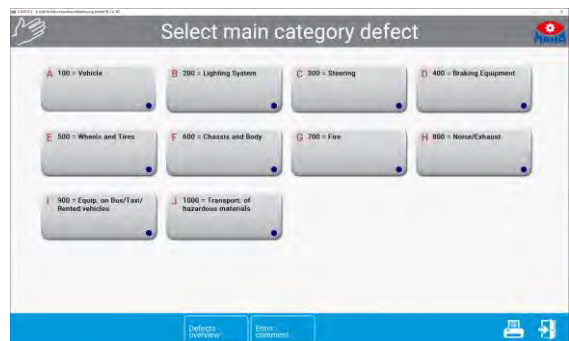 Select main category defect
MAHA
A 100 = Vehicle
B 200 = Lighting System
C 300 = Steering
D 400 = Braking Equipment
E 500 = Wheels and Tires
F 600 = Chassis and Body
G 700 = Fire
H 800 = Noise/Exhaust
I 900 = Equip. on Bus/Taxi/
Rented vehicles
J 1000 = Transport. of
hazardous materials
Defects
overview
Enter
comment